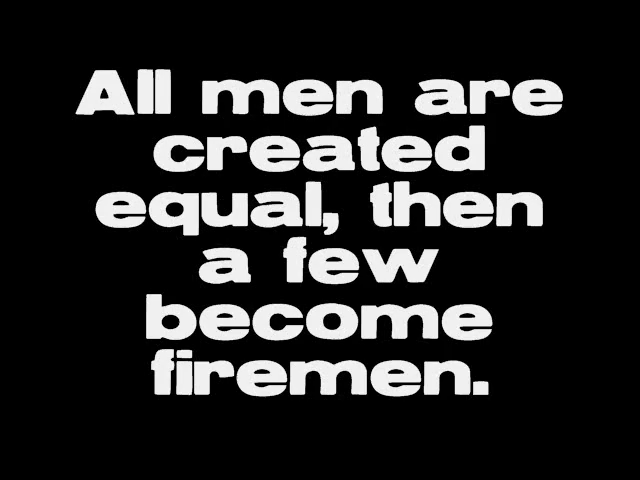 All men are
created
equal, then
a few
become
firemen.